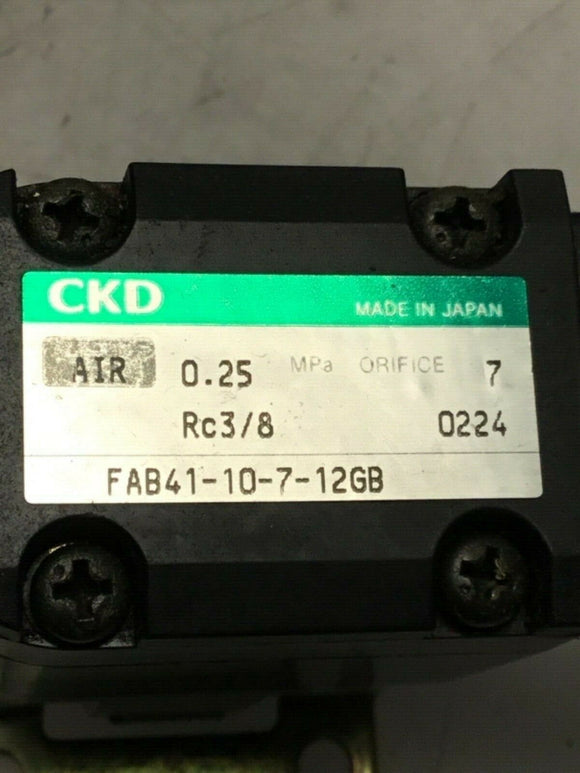 CKD
MADE IN JAPAN
AIR 0.25 MPa ORIFICE 7
Rc3/8 0224
FAB41-10-7-12GB